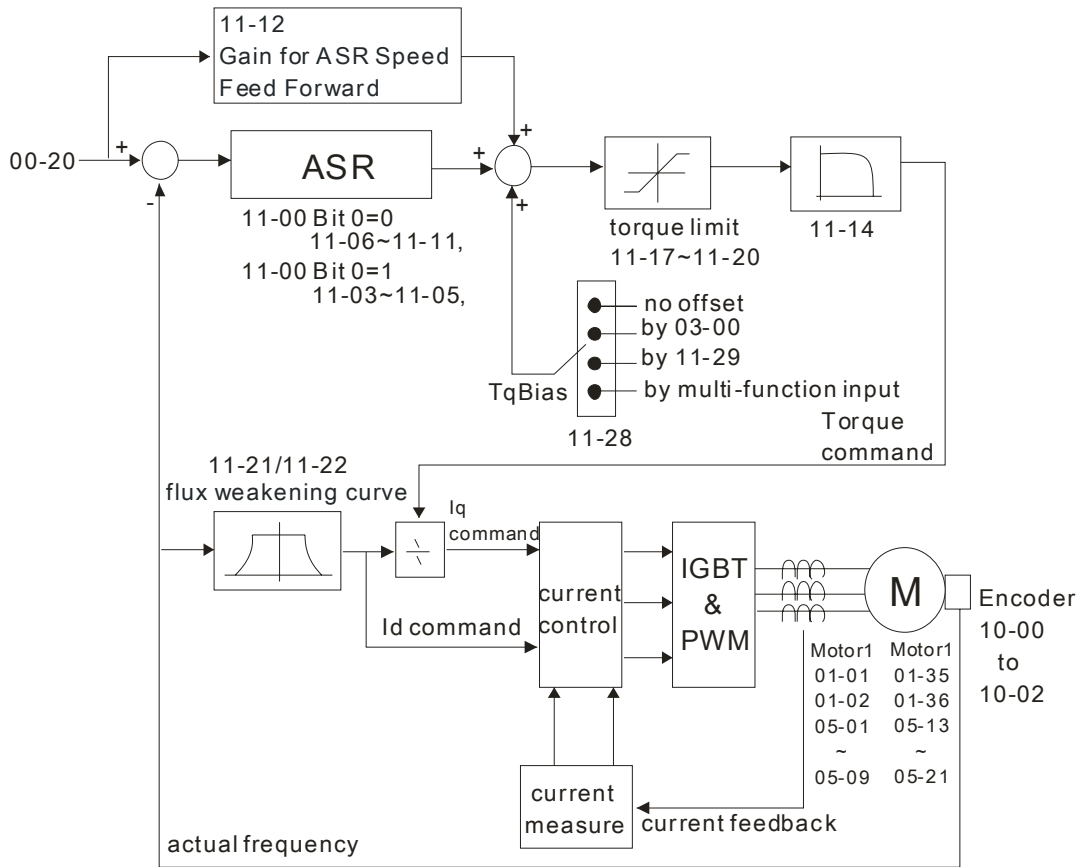 11-12
Gain for ASR Speed
Feed Forward
00-20
+
-
ASR
11-00 Bit 0=0
11-06~11-11,
11-00 Bit 0=1
11-03~11-05,
+
+
+
torque limit
11-17~11-20
11-14
no offset
by 03-00
by 11-29
by multi-function input
TqBias
11-28
Torque
command
11-21/11-22
flux weakening curve
Iq
command
Id command
current
control
IGBT
&
PWM
M
Encoder
10-00
to
10-02
Motor1
01-01
01-02
05-01
~
05-09
Motor1
01-35
01-36
05-13
~
05-21
current
measure
current feedback
actual frequency